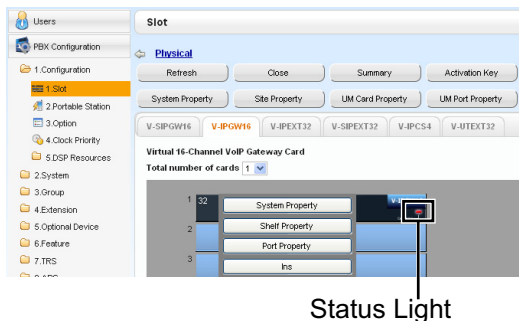 Users
PBX Configuration
1.Configuration
1.Slot
2.Portable Station
3.Option
4.Clock Priority
5.DSP Resources
2.System
3.Group
4.Extension
5.Optional Device
6.Feature
7.TRS
Slot
Physical
Refresh Close Summary Activation Key
System Property Site Property UM Card Property UM Port Property
V-SIPGW16 V-IPGW16 V-IPEXT32 V-SIPEXT32 V-IPCS4 V-UTEXT32
Virtual 16-Channel VoIP Gateway Card
Total number of cards 1
1 32 System Property
2 Shelf Property
Port Property
3 Ins
Status Light